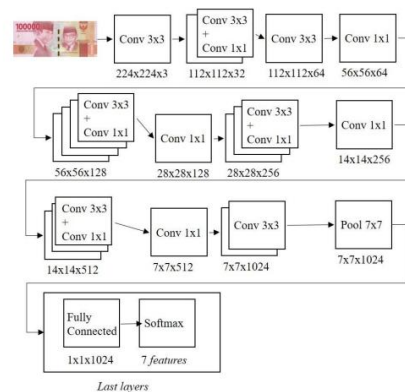 100000
Conv 3x3
224x224x3
Conv 3x3
+
Conv 1x1
112x112x32
Conv 3x3
112x112x64
Conv 1x1
56x56x64
Conv 3x3
+
Conv 1x1
56x56x128
Conv 1x1
28x28x128
Conv 3x3
+
Conv 1x1
28x28x256
Conv 1x1
14x14x256
Conv 3x3
+
Conv 1x1
14x14x512
Conv 1x1
7x7x512
Conv 3x3
7x7x1024
Pool 7x7
7x7x1024
Fully
Connected
1x1x1024
Softmax
7 features
Last layers